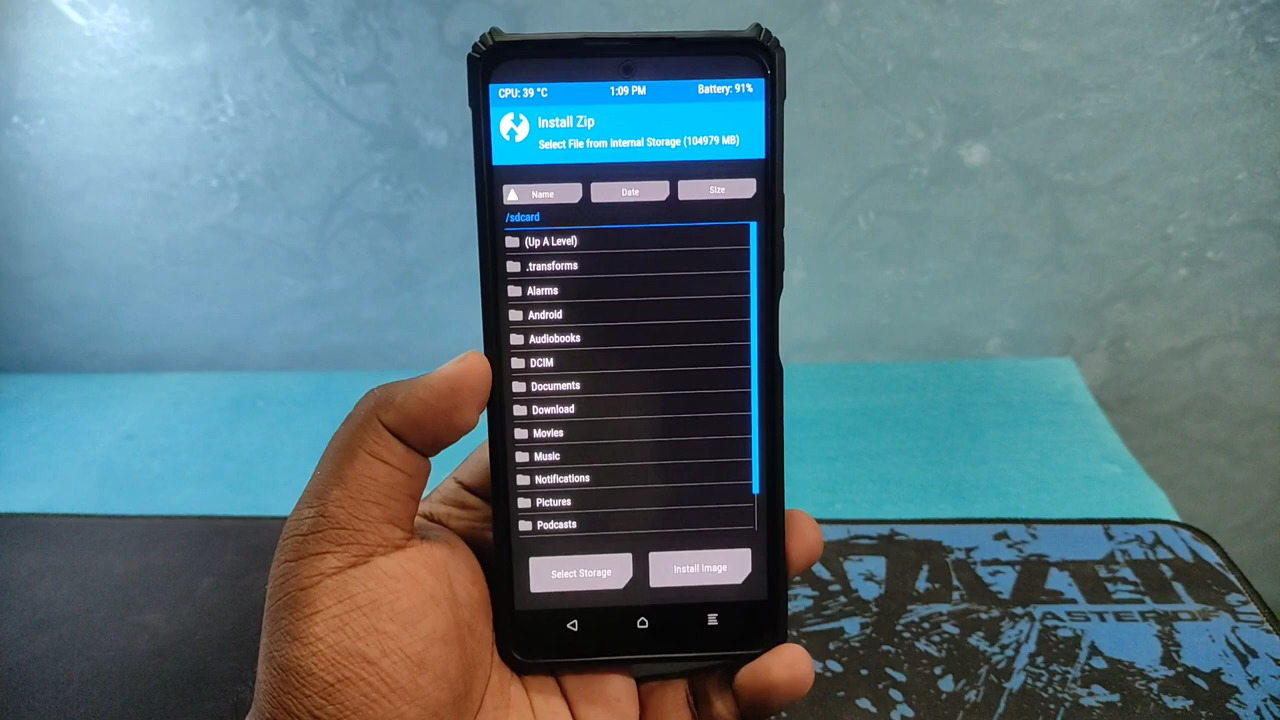 CPU: 39 °C 1:09 PM Battery: 91%
Install Zip
Select File from Internal Storage (104979 MB)
Name Date Size
/sdcard
(Up A Level)
.transforms
Alarms
Android
Audiobooks
DCIM
Documents
Download
Movies
Music
Notifications
Pictures
Podcasts
Select Storage Install Image